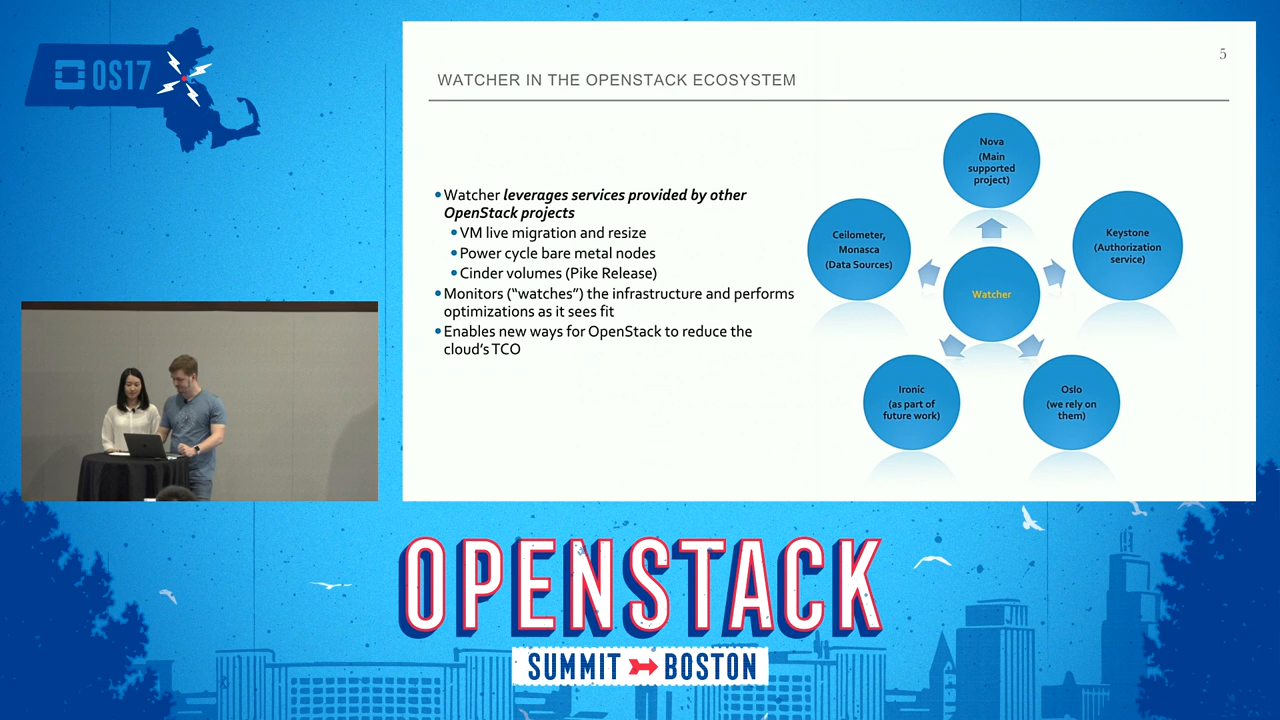 OS17
5
WATCHER IN THE OPENSTACK ECOSYSTEM
•Watcher leverages services provided by other
OpenStack projects
•VM live migration and resize
•Power cycle bare metal nodes
•Cinder volumes (Pike Release)
•Monitors (“watches”) the infrastructure and performs
optimizations as it sees fit
•Enables new ways for OpenStack to reduce the
cloud’s TCO
Nova
(Main
supported
project)
Ceilometer,
Monasca
(Data Sources)
Keystone
(Authorization
service)
Watcher
Ironic
(as part of
future work)
Oslo
(we rely on
them)
OPENSTACK
SUMMIT BOSTON